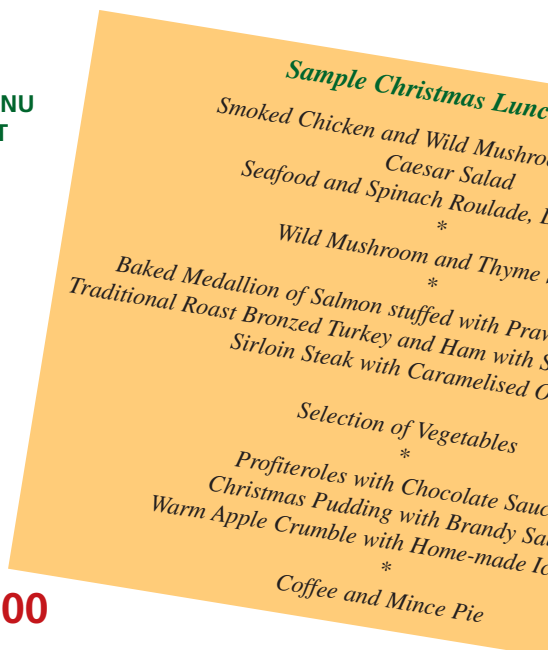 NU
T
Sample Christmas Lunc
Smoked Chicken and Wild Mushroo
Caesar Salad
Seafood and Spinach Roulade,
*
Wild Mushroom and Thyme
*
Baked Medallion of Salmon stuffed with Praw
Traditional Roast Bronzed Turkey and Ham with S
Sirloin Steak with Caramelised O
Selection of Vegetables
*
Profiteroles with Chocolate Sauc
Christmas Pudding with Brandy Sa
Warm Apple Crumble with Home-made Ic
*
Coffee and Mince Pie
00